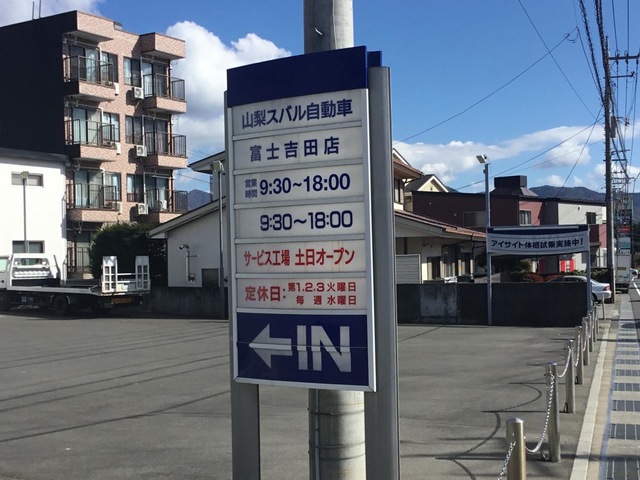 山梨スバル自動車
富士吉田店
営業時間 9:30～18:00
9:30～18:00
サービス工場 土日オープン
定休日・第1,2,3火曜日
毎週水曜日
←IN
アイサイト体感試乗実施中!